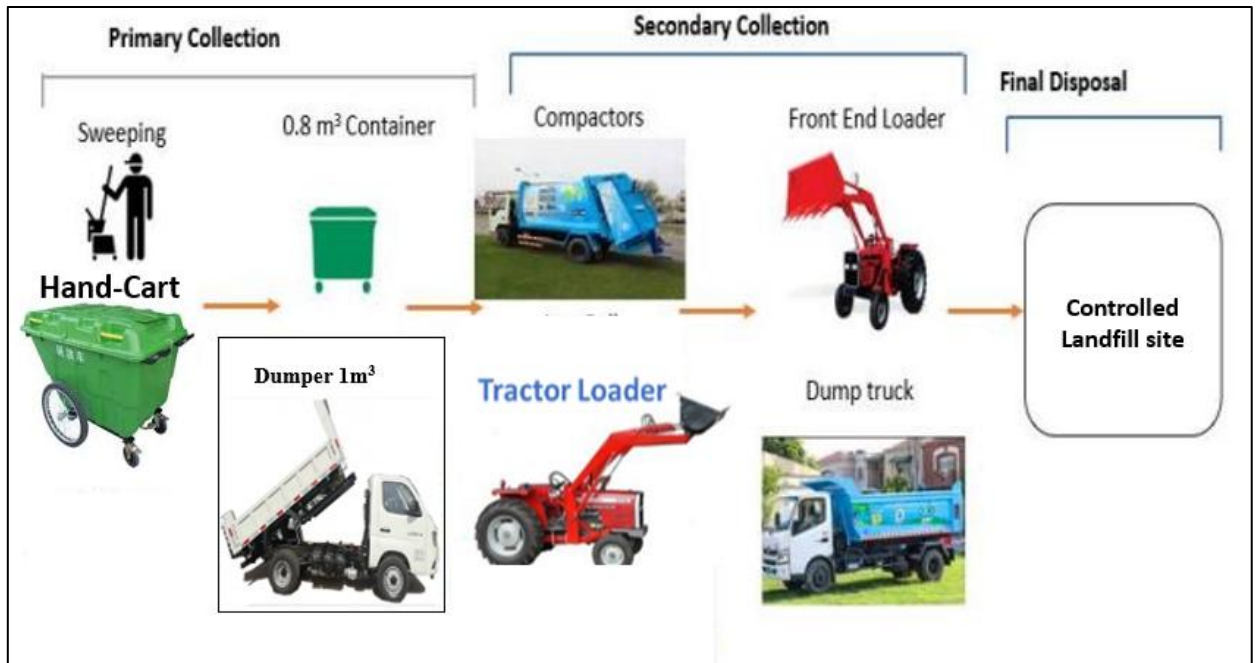 Primary Collection
Secondary Collection
Final Disposal
Sweeping
0.8 m³ Container
Compactors
Front End Loader
Hand-Cart
Controlled
Landfill site
Dumper 1m³
Tractor Loader
Dump truck